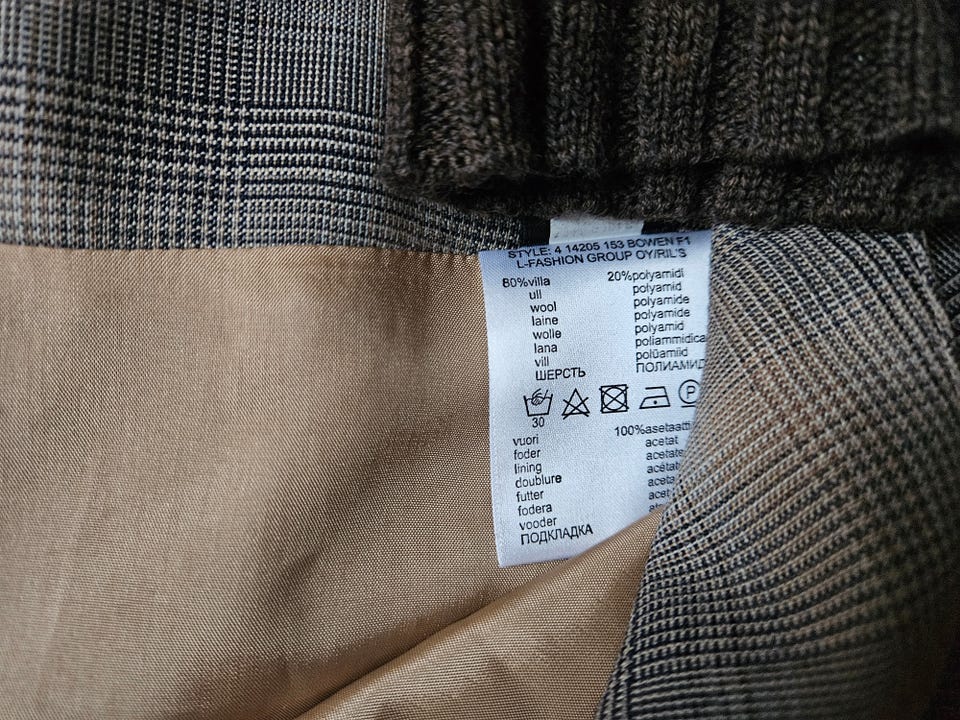 STYLE: 4 14205 153 BOWEN F1
L-FASHION GROUP OY/RIL'S
80%villa 20%polyamidi
ull polyamid
wool polyamide
laine polyamide
wolle polyamid
lana poliammidica
vill polüamiid
ШЕРСТЬ ПОЛИАМИД
P
30
vuori 100%asetaatti
foder acetat
lining
doublure
futter
fodera
vooder
ПОДКЛАДКА